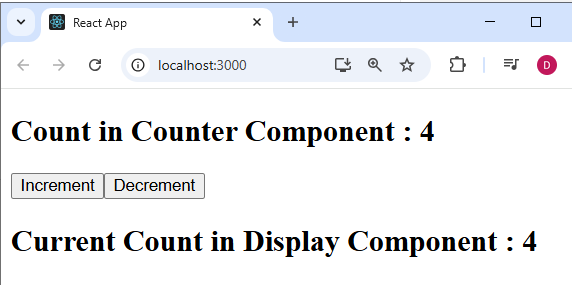 React App
localhost:3000
D
Count in Counter Component : 4
Increment Decrement
Current Count in Display Component : 4